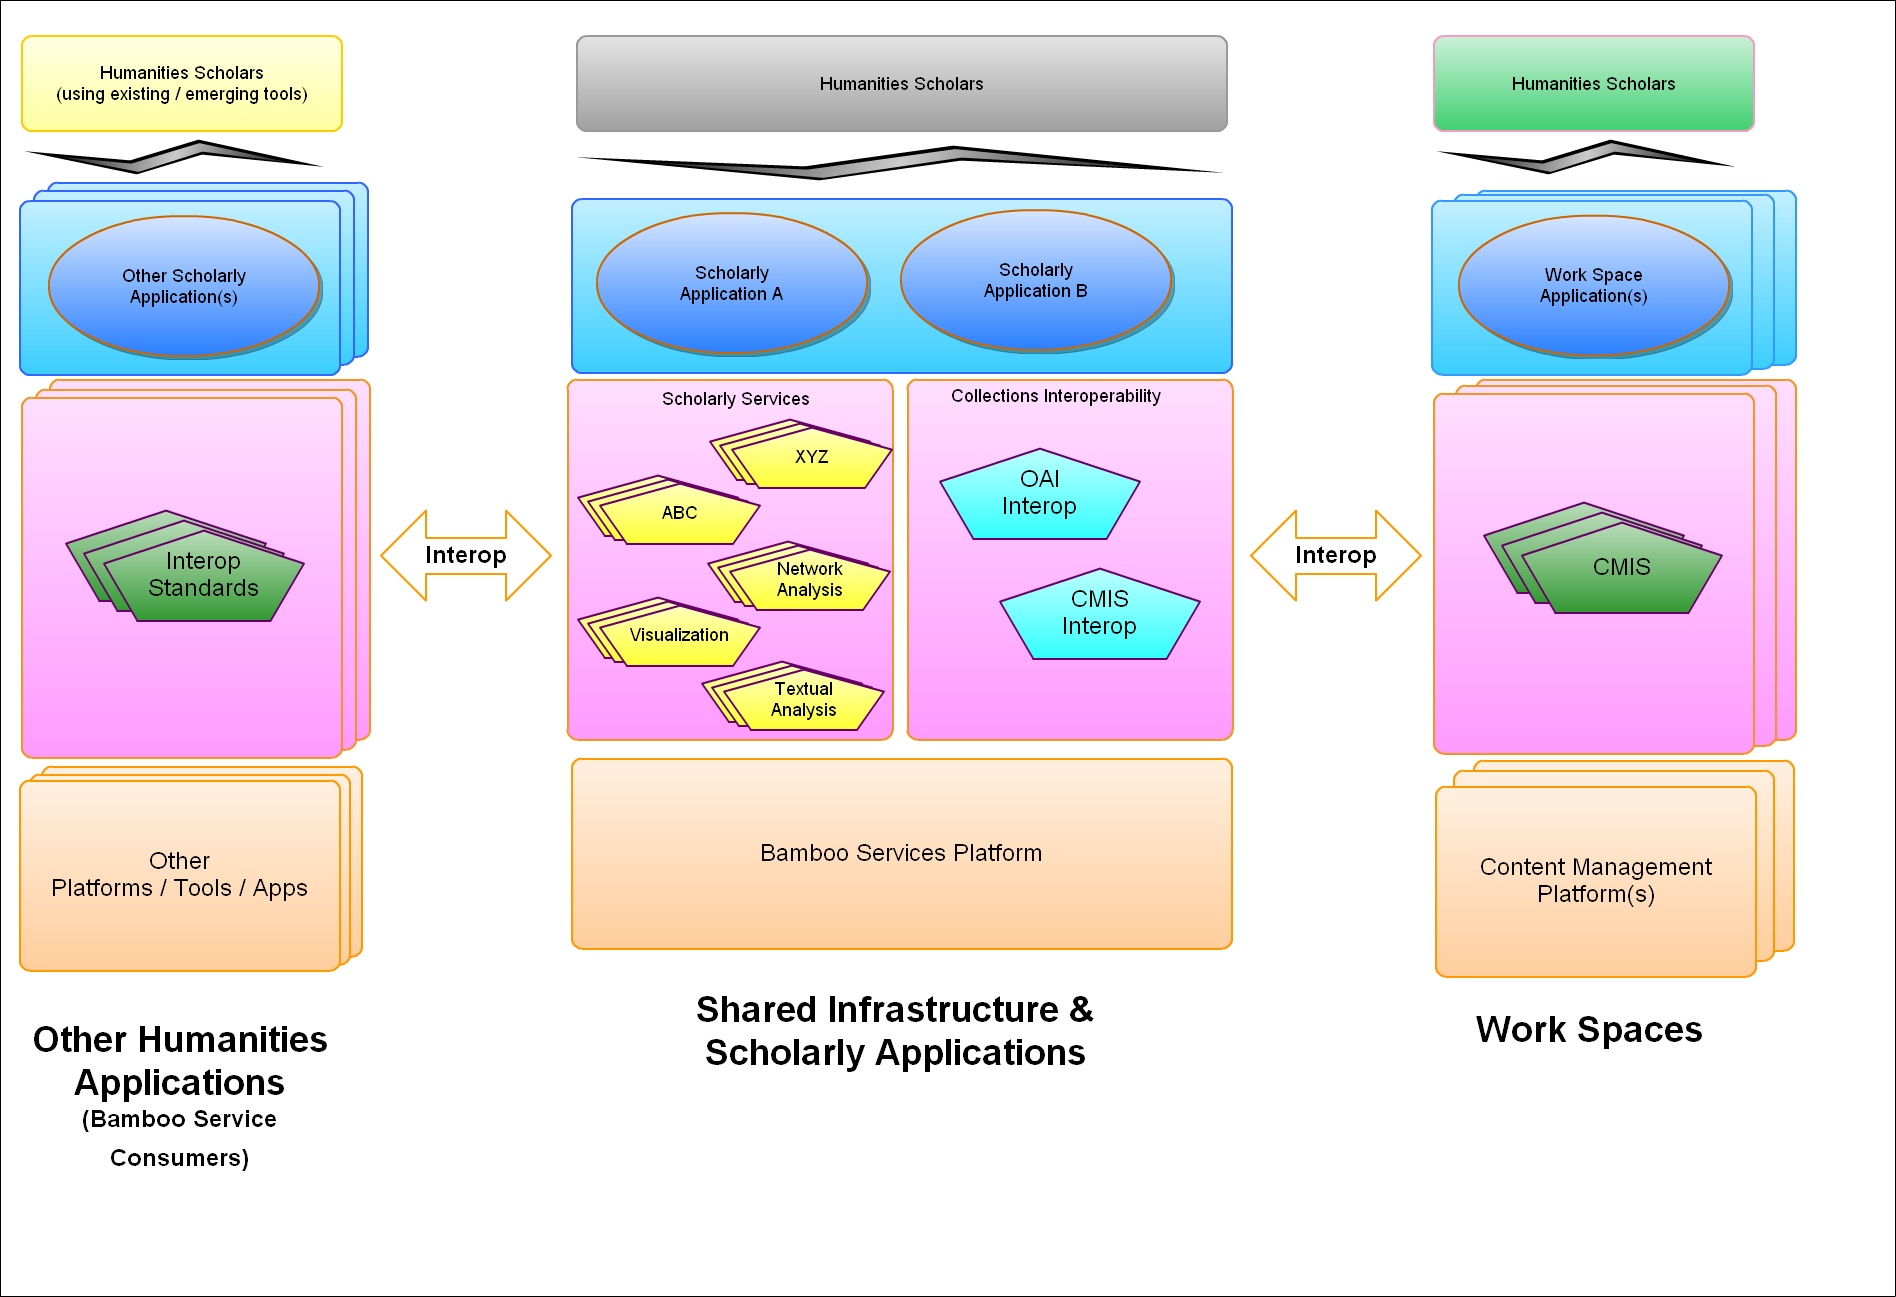 Humanities Scholars
(using existing / emerging tools)
Other Scholarly
Application(s)
Interop
Standards
Other
Platforms / Tools / Apps
Other Humanities
Applications
(Bamboo Service
Consumers)
Interop
Humanities Scholars
Scholarly
Application A
Scholarly
Application B
Scholarly Services
XYZ
ABC
Network
Analysis
Visualization
Textual
Analysis
Collections Interoperability
OAI
Interop
CMIS
Interop
Bamboo Services Platform
Shared Infrastructure &
Scholarly Applications
Interop
Humanities Scholars
Work Space
Application(s)
CMIS
Content Management
Platform(s)
Work Spaces